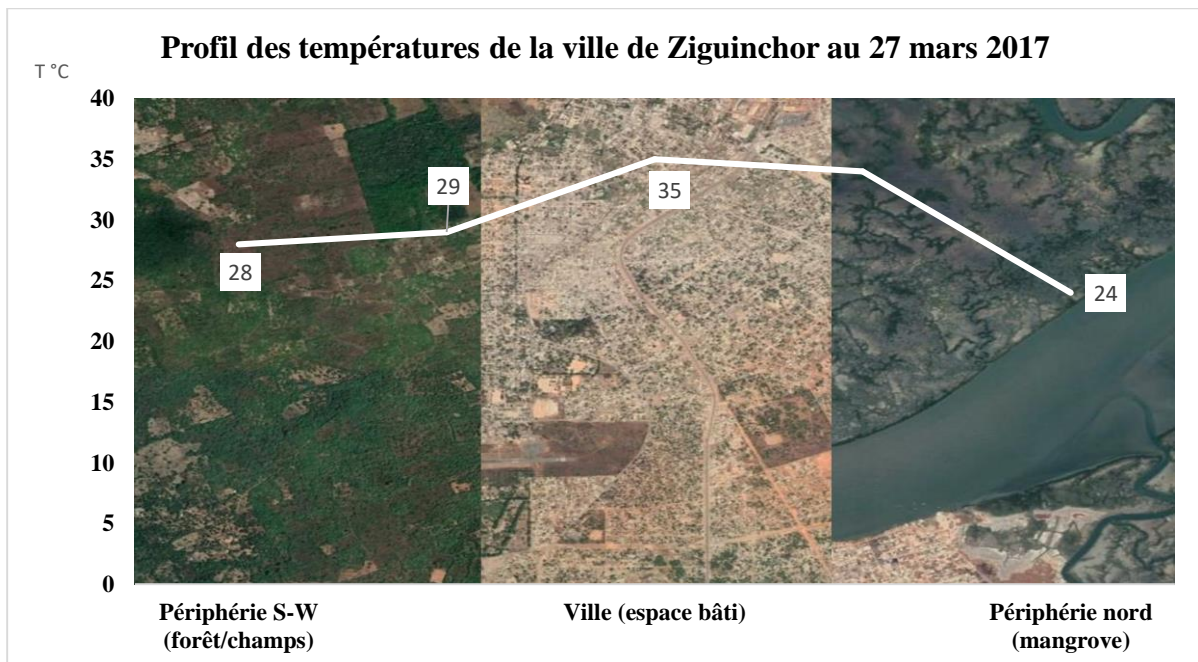 Profil des températures de la ville de Ziguinchor au 27 mars 2017
T °C
40
35
30
25
20
15
10
5
0
28
29
35
24
Périphérie S-W
(forêt/champs)
Ville (espace bâti)
Périphérie nord
(mangrove)